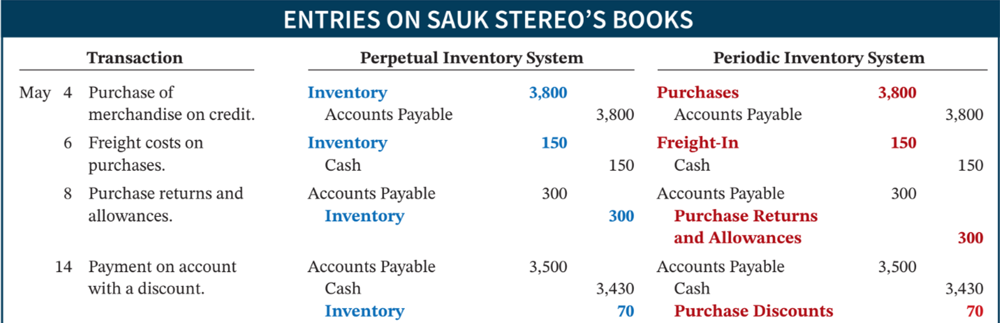 ENTRIES ON SAUK STEREO’S BOOKS
Transaction Perpetual Inventory System Periodic Inventory System
May 4 Purchase of Inventory 3,800 Purchases 3,800
merchandise on credit. Accounts Payable 3,800 Accounts Payable 3,800
6 Freight costs on Inventory 150 Freight-In 150
purchases. Cash 150 Cash 150
8 Purchase returns and Accounts Payable 300 Accounts Payable 300
allowances. Inventory 300 Purchase Returns
and Allowances 300
14 Payment on account Accounts Payable 3,500 Accounts Payable 3,500
with a discount. Cash 3,430 Cash 3,430
Inventory 70 Purchase Discounts 70